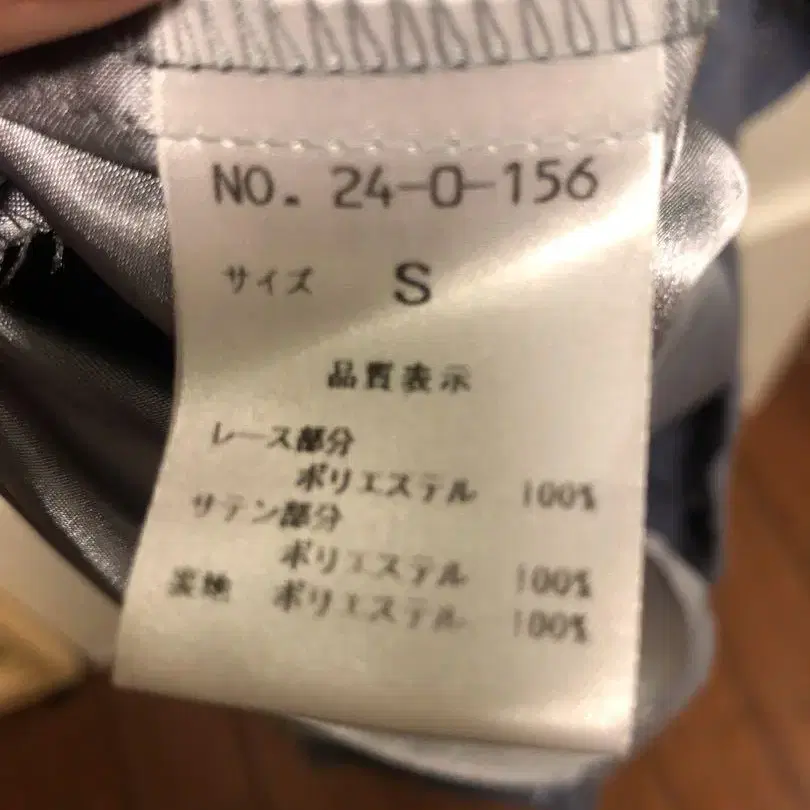 NO. 24-0-156
サイズ S
品質表示
レース部分
ポリエステル 100%
サテン部分
ポリエステル 100%
ポリエステル 100%